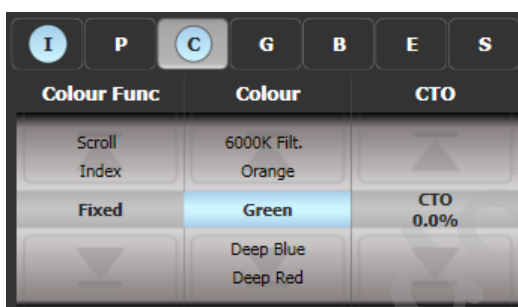 I P C G B E S
Colour Func Colour CTO
Scroll 6000K Filt.
Index Orange
Fixed Green CTO
0.0%
Deep Blue
Deep Red